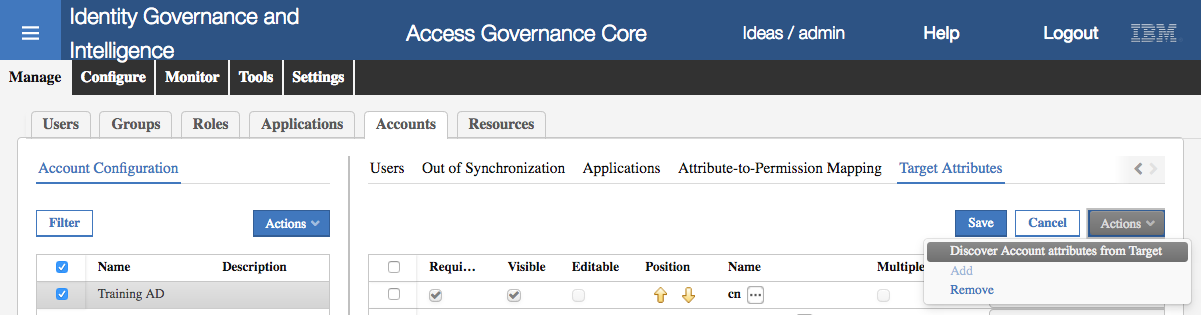 Identity Governance and
Intelligence
Access Governance Core
Ideas / admin
Help
Logout
IBM
Manage Configure Monitor Tools Settings
Users Groups Roles Applications Accounts Resources
Account Configuration
Users Out of Synchronization Applications Attribute-to-Permission Mapping Target Attributes
Filter Actions
Save Cancel Actions
Discover Account attributes from Target
Add
Remove
Name Description
Training AD
Requi... Visible Editable Position Name Multiple
cn ...